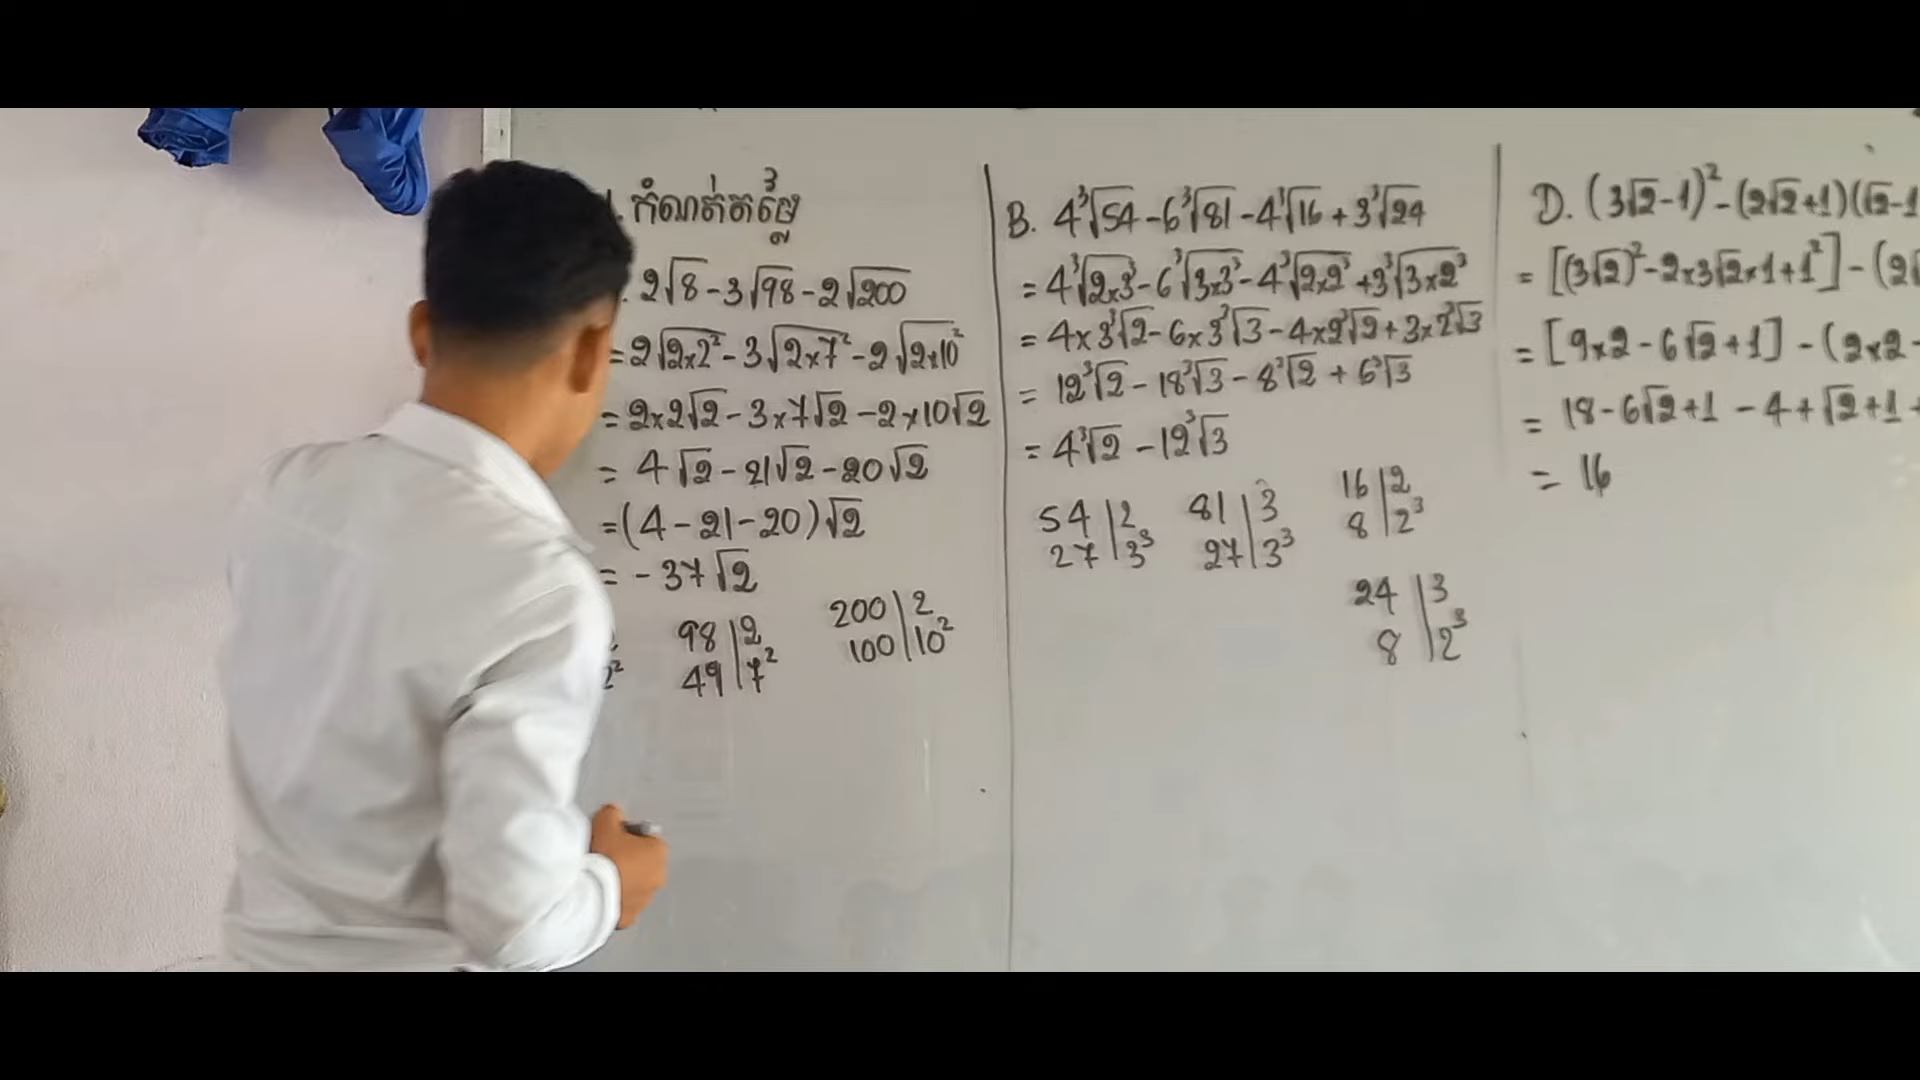 កំណត់តម្លៃ
2√8 - 3√98 - 2√200
= 2√2×2² - 3√2×7² - 2√2×10²
= 2×2√2 - 3×7√2 - 2×10√2
= 4√2 - 21√2 - 20√2
= (4 - 21 - 20)√2
= - 37√2
98 | 2
49 | 7²
2²
200 | 2
100 | 10²
B. 4∛54 - 6∛81 - 4∛16 + 3∛24
= 4∛2×3³ - 6∛3×3³ - 4∛2×2³ + 3∛3×2³
= 4×3∛2 - 6×3∛3 - 4×2∛2 + 3×2∛3
= 12∛2 - 18∛3 - 8∛2 + 6∛3
= 4∛2 - 12∛3
54 | 2
27 | 3³
81 | 3
27 | 3³
16 | 2
8 | 2³
24 | 3
8 | 2³
D. (3√2-1)² - (2√2+1)(√2-1
= [(3√2)² - 2×3√2×1+1²] - (2√
= [9×2 - 6√2+1] - (2×2 -
= 18 - 6√2+1 - 4+√2+1+
= 16